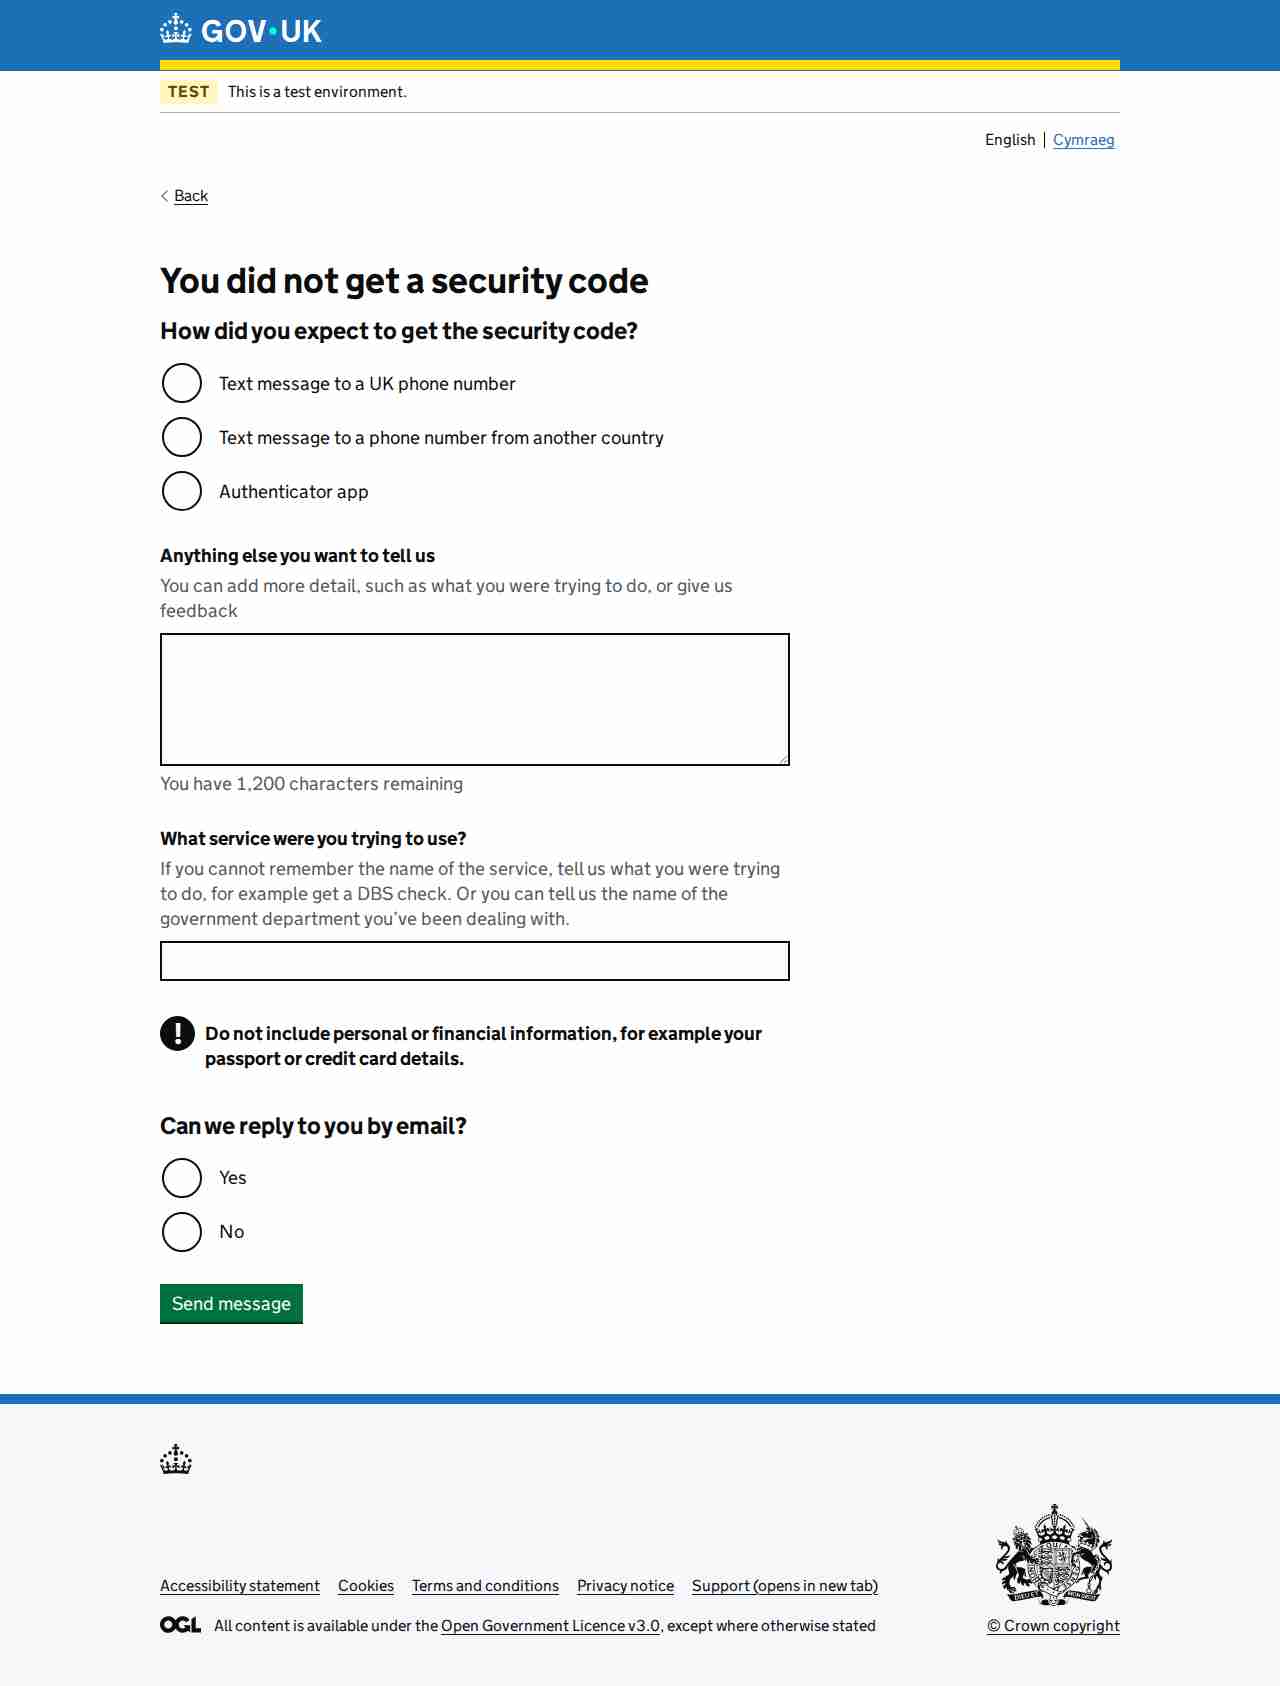 GOV·UK
TEST This is a test environment.
English Cymraeg
Back
You did not get a security code
How did you expect to get the security code?
Text message to a UK phone number
Text message to a phone number from another country
Authenticator app
Anything else you want to tell us
You can add more detail, such as what you were trying to do, or give us
feedback
You have 1,200 characters remaining
What service were you trying to use?
If you cannot remember the name of the service, tell us what you were trying
to do, for example get a DBS check. Or you can tell us the name of the
government department you’ve been dealing with.
! Do not include personal or financial information, for example your
passport or credit card details.
Can we reply to you by email?
Yes
No
Send message
Accessibility statement Cookies Terms and conditions Privacy notice Support (opens in new tab)
OGL All content is available under the Open Government Licence v3.0, except where otherwise stated
© Crown copyright